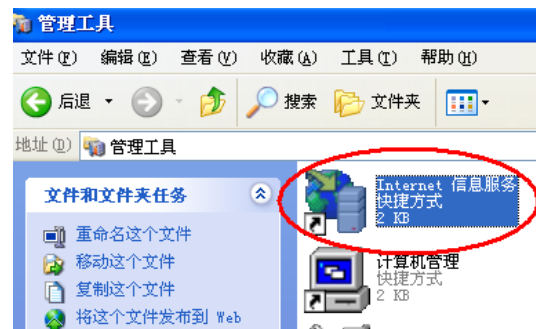 管理工具
文件(F) 编辑(E) 查看(V) 收藏(A) 工具(T) 帮助(H)
后退 搜索 文件夹
地址(D) 管理工具
文件和文件夹任务
重命名这个文件
移动这个文件
复制这个文件
将这个文件发布到 Web
Internet 信息服务
快捷方式
2 KB
计算机管理
快捷方式
2 KB